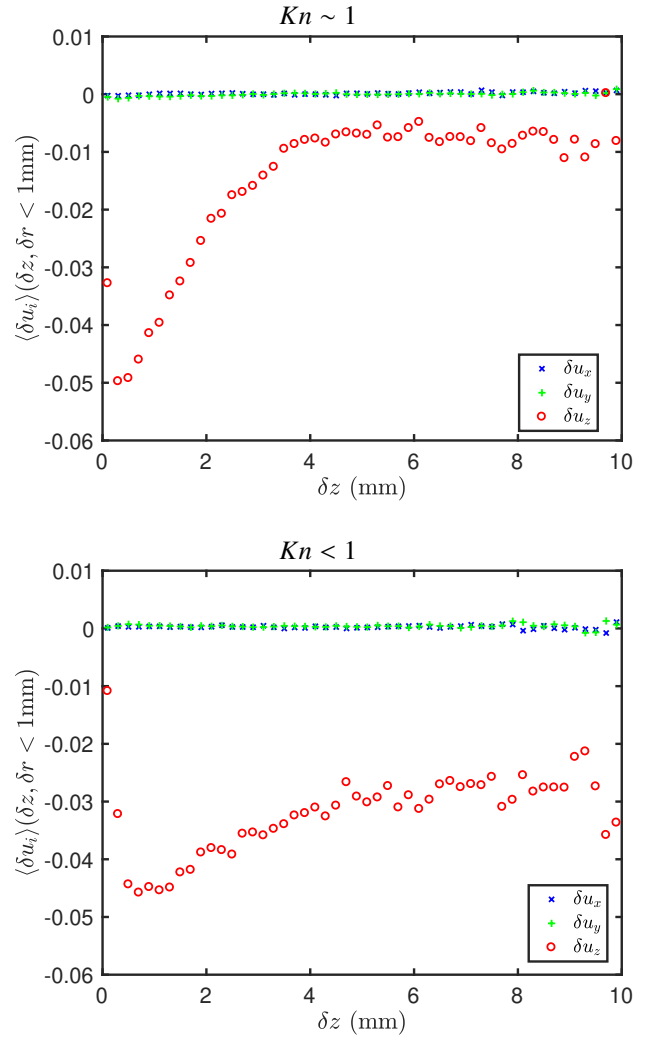 Kn ∼ 1
0.01
0
-0.01
-0.02
-0.03
-0.04
-0.05
-0.06
⟨δu_i⟩(δz, δr < 1mm)
δu_x
δu_y
δu_z
0 2 4 6 8 10
δz (mm)
Kn < 1
0.01
0
-0.01
-0.02
-0.03
-0.04
-0.05
-0.06
⟨δu_i⟩(δz, δr < 1mm)
δu_x
δu_y
δu_z
0 2 4 6 8 10
δz (mm)